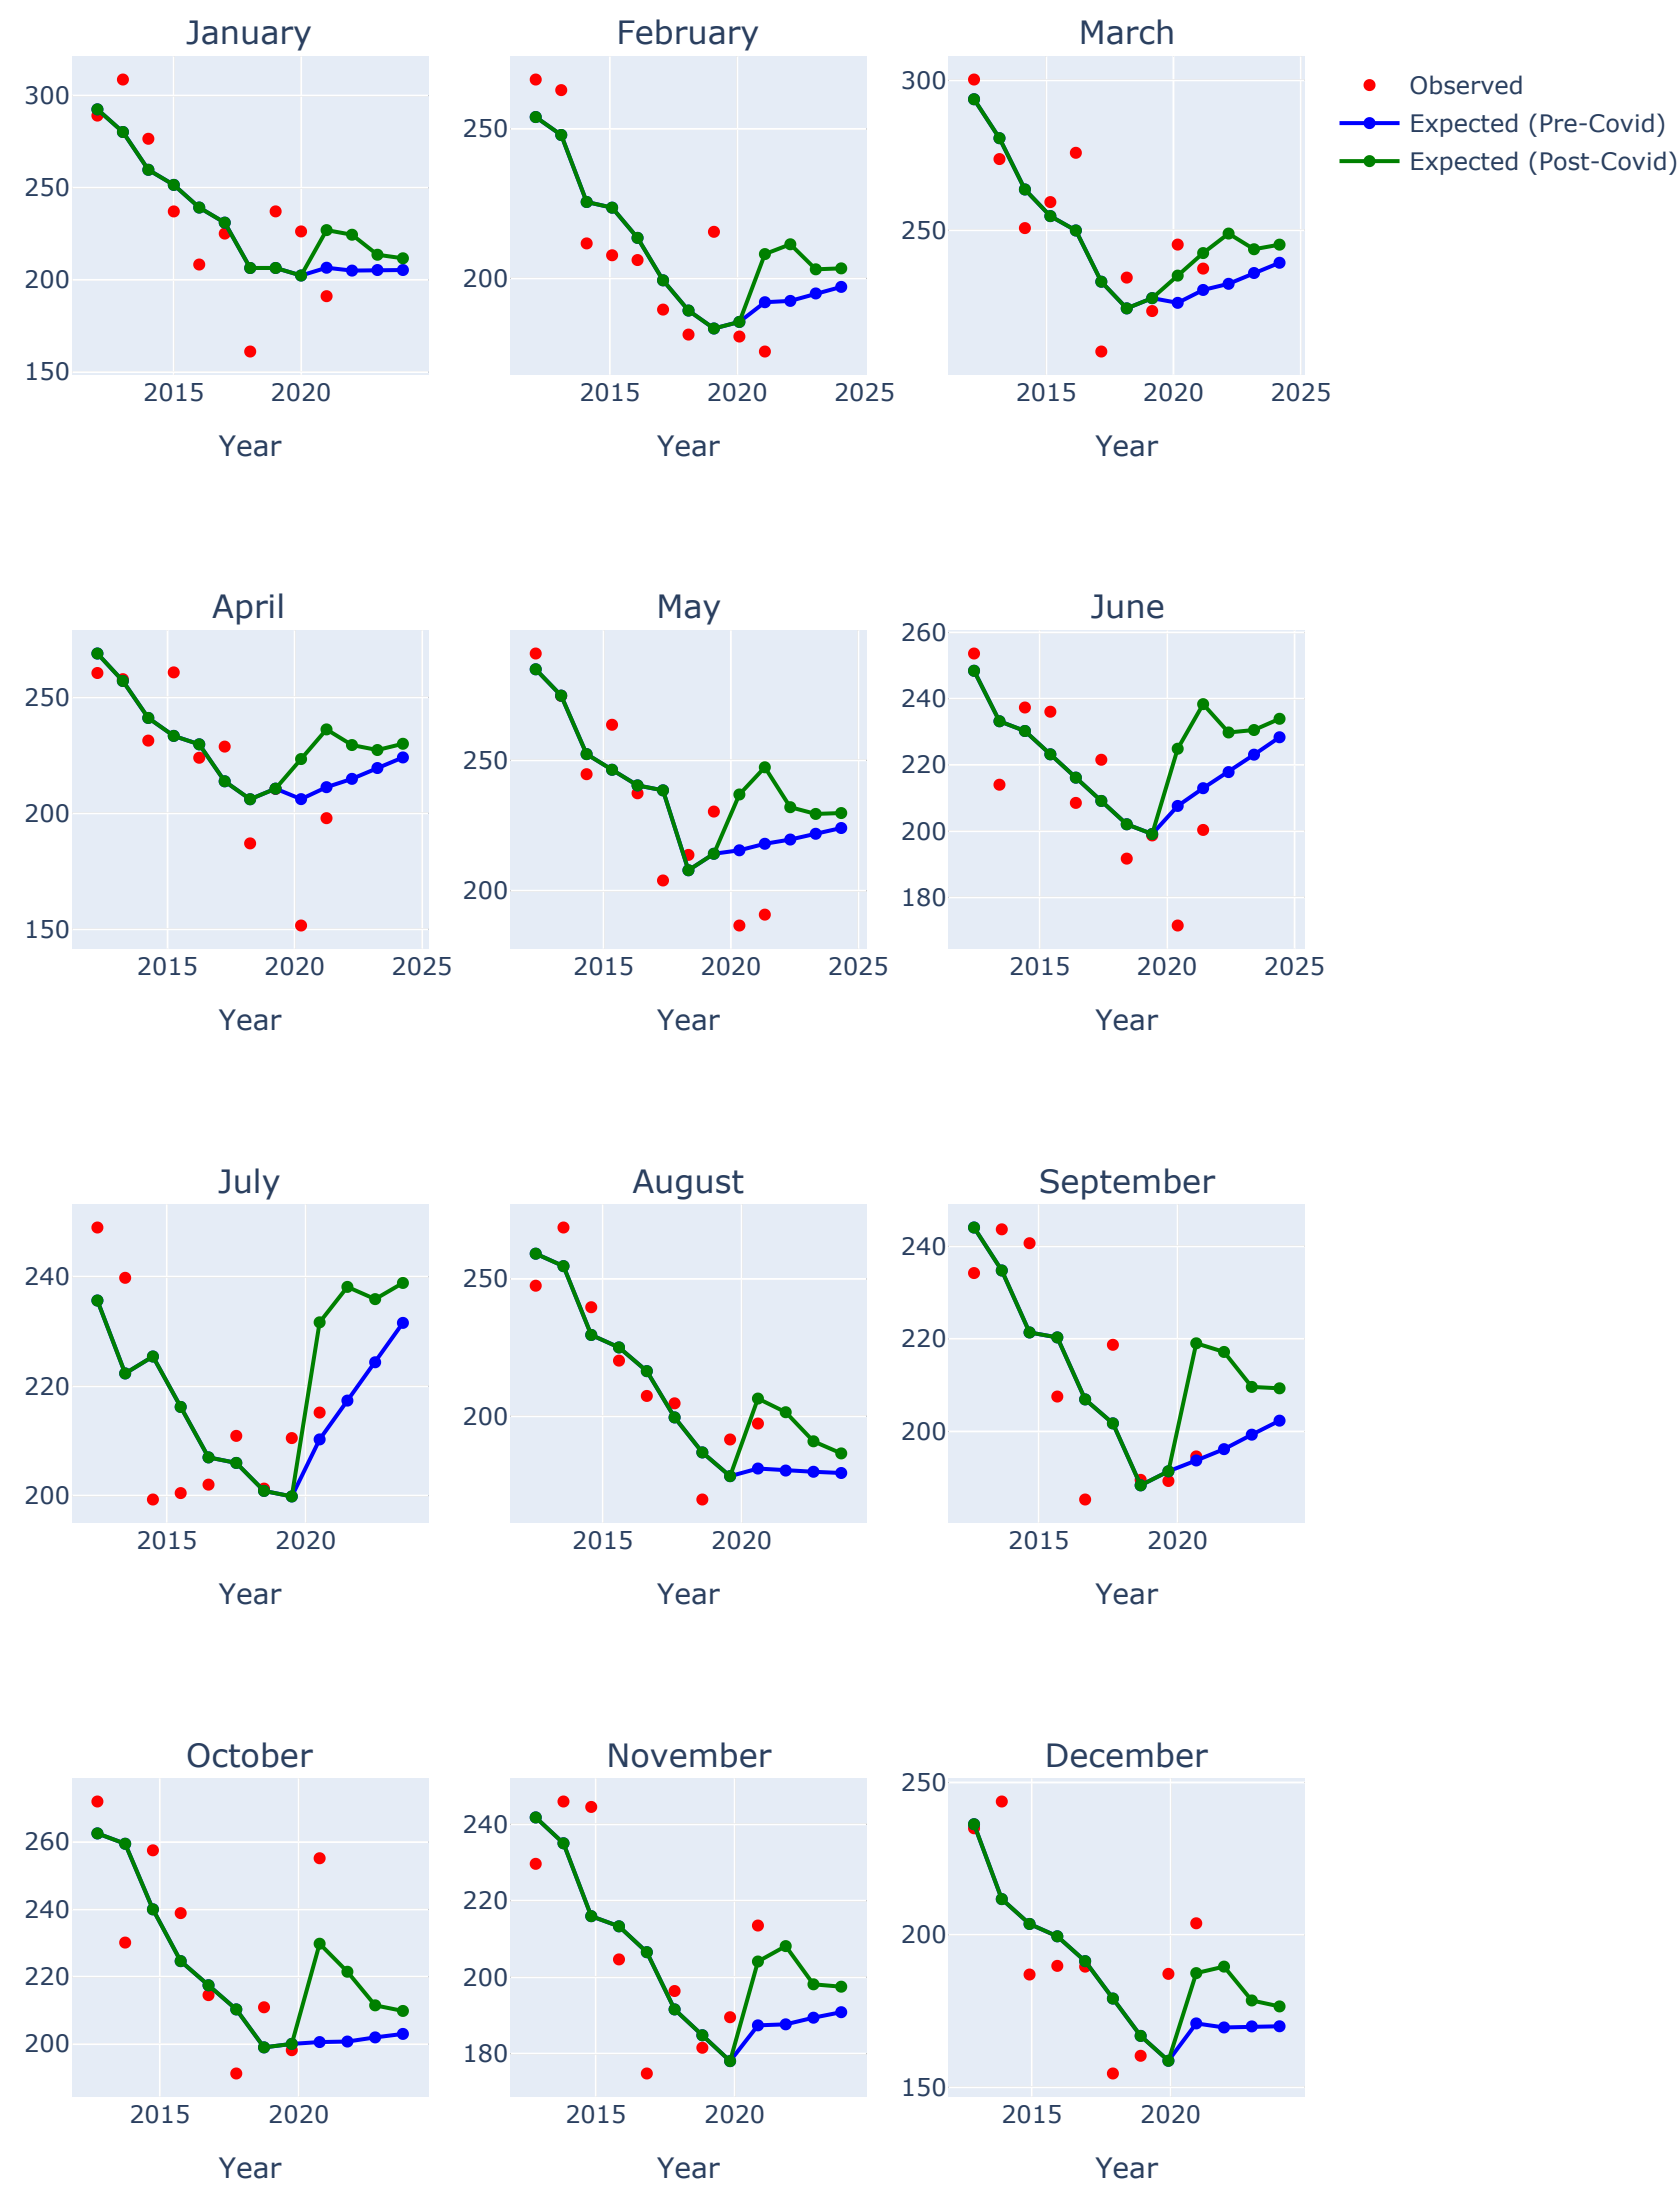 January
February
March
Observed
Expected (Pre-Covid)
Expected (Post-Covid)
300
250
200
150
2015
2020
Year
250
200
2015
2020
2025
Year
300
250
2015
2020
2025
Year
April
May
June
250
200
150
2015
2020
2025
Year
250
200
2015
2020
2025
Year
260
240
220
200
180
2015
2020
2025
Year
July
August
September
240
220
200
2015
2020
Year
250
200
2015
2020
Year
240
220
200
2015
2020
Year
October
November
December
260
240
220
200
2015
2020
Year
240
220
200
180
2015
2020
Year
250
200
150
2015
2020
Year